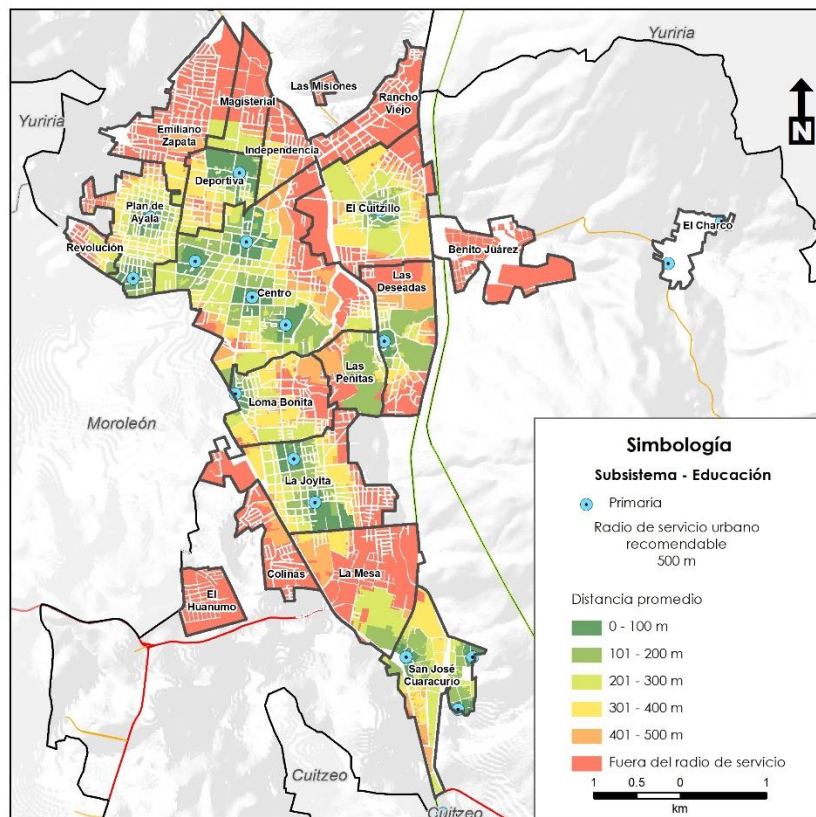 Yuriria
Yuriria
Las Misiones
Rancho
Viejo
Magisterial
Emiliano
Zapata
Independencia
N
Deportiva
Plan de
Ayala
El Cuitzillo
El Charco
Revolución
Benito Juárez
Las
Deseadas
Centro
Las
Peñitas
Loma Bonita
Moroleón
La Joyita
Colinas
La Mesa
El
Huanumo
San José
Cuaracurio
Cuitzeo
Cuitzeo
Simbología
Subsistema - Educación
Primaria
Radio de servicio urbano
recomendable
500 m
Distancia promedio
0 - 100 m
101 - 200 m
201 - 300 m
301 - 400 m
401 - 500 m
Fuera del radio de servicio
1 0.5 0 1
km